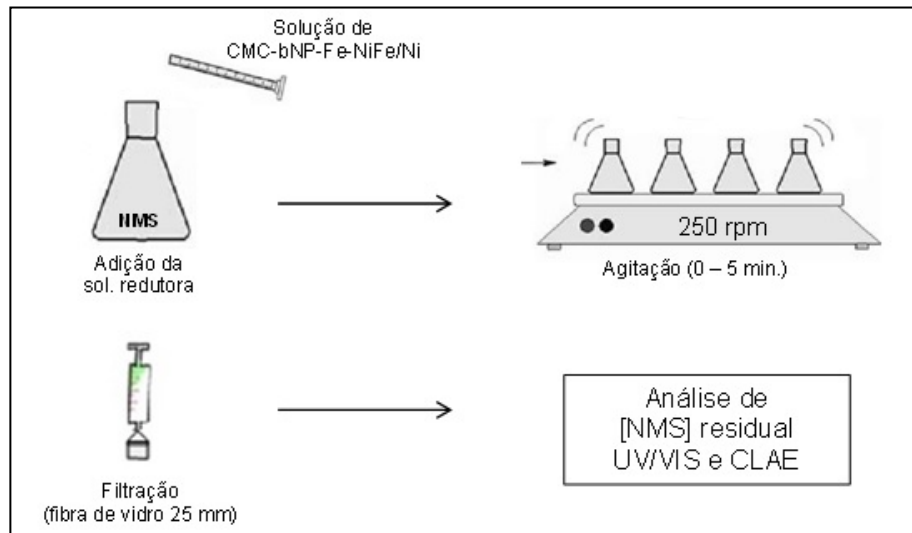 Solução de
CMC-bNP-Fe-NiFe/Ni
NMS
Adição da
sol. redutora
250 rpm
Agitação (0 – 5 min.)
Filtração
(fibra de vidro 25 mm)
Análise de
[NMS] residual
UV/VIS e CLAE